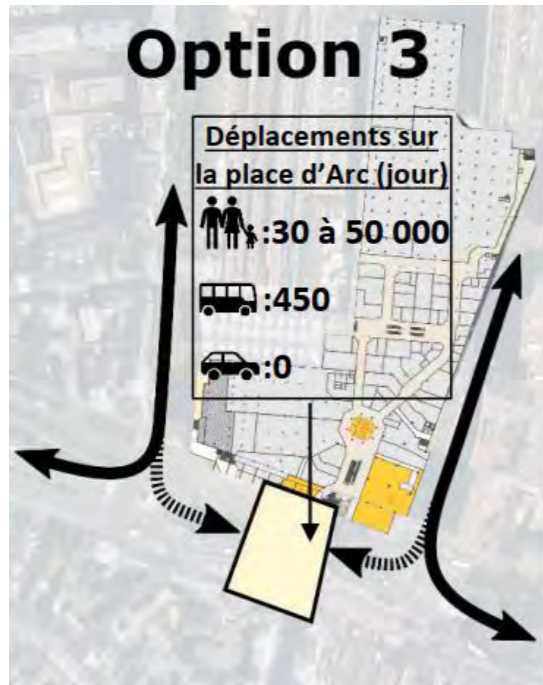 Option 3
Déplacements sur
la place d'Arc (jour)
:30 à 50 000
:450
:0